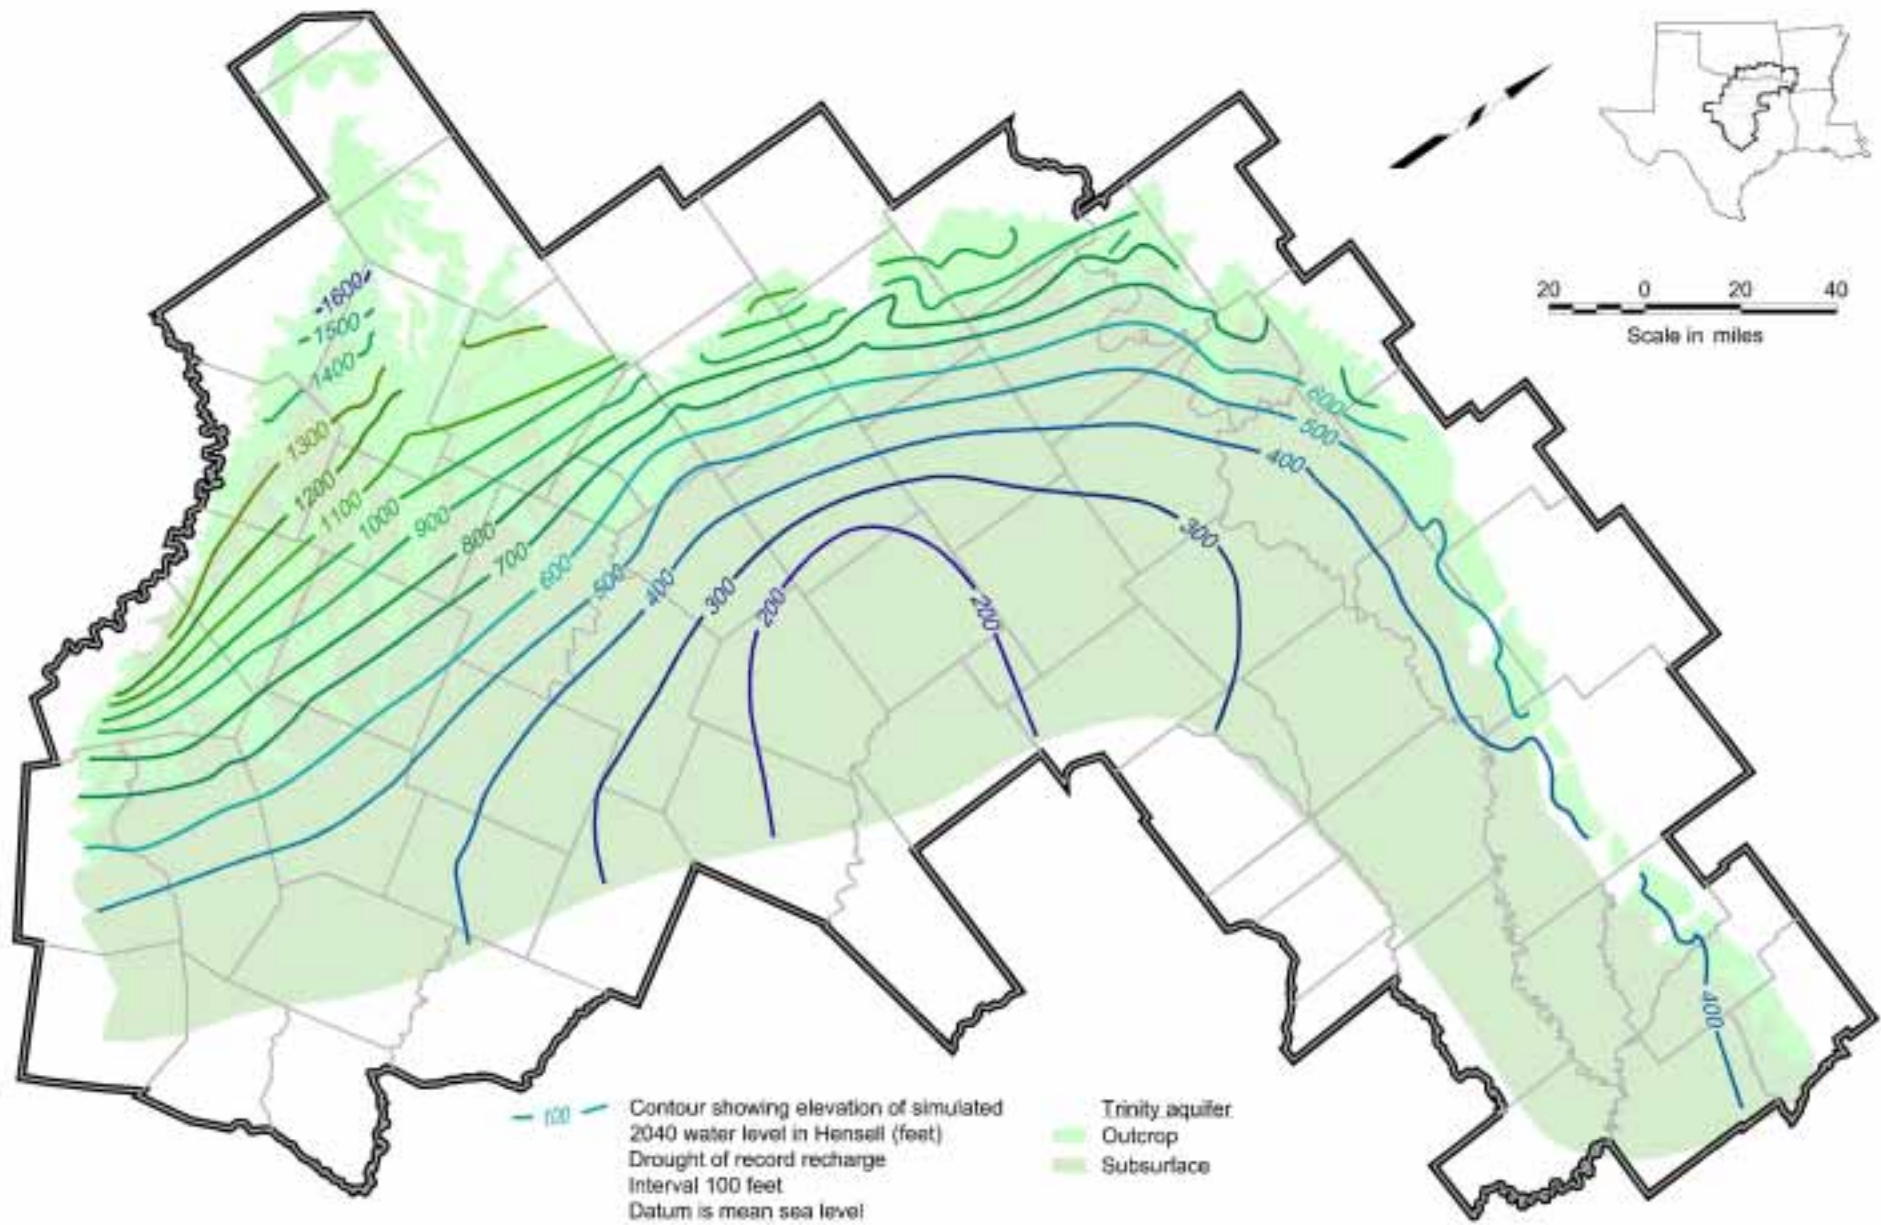 20 0 20 40
Scale in miles
1600
1500
1400
1300
1200
1100
1000
900
800
700
600
500
400
300
200
200
300
400
500
600
400
100
Contour showing elevation of simulated
2040 water level in Hensell (feet)
Drought of record recharge
Interval 100 feet
Datum is mean sea level
Trinity aquifer
Outcrop
Subsurface